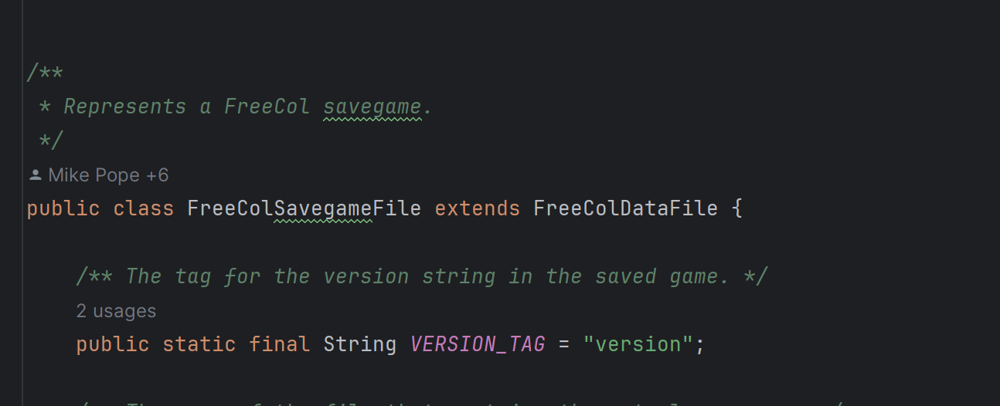 /**
 * Represents a FreeCol savegame.
 */
Mike Pope +6
public class FreeColSavegameFile extends FreeColDataFile {
/** The tag for the version string in the saved game. */
2 usages
public static final String VERSION_TAG = "version";